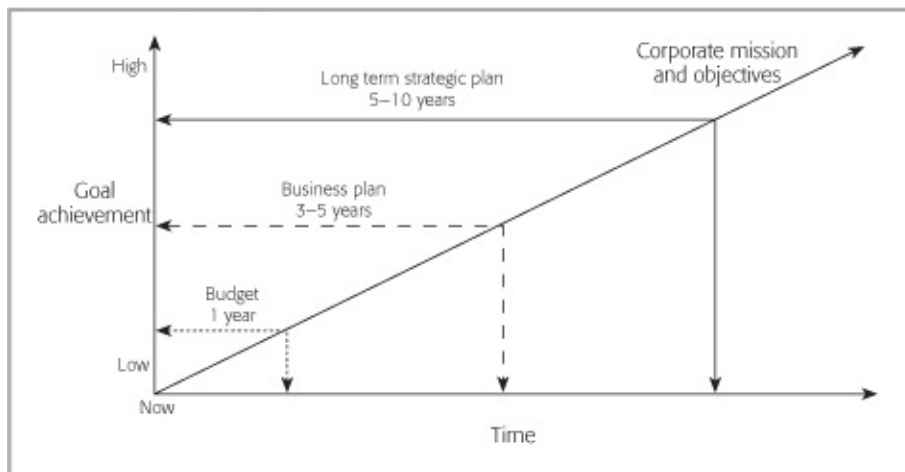 High
Corporate mission
and objectives
Long term strategic plan
5–10 years
Goal
achievement
Business plan
3–5 years
Budget
1 year
Low
Now
Time